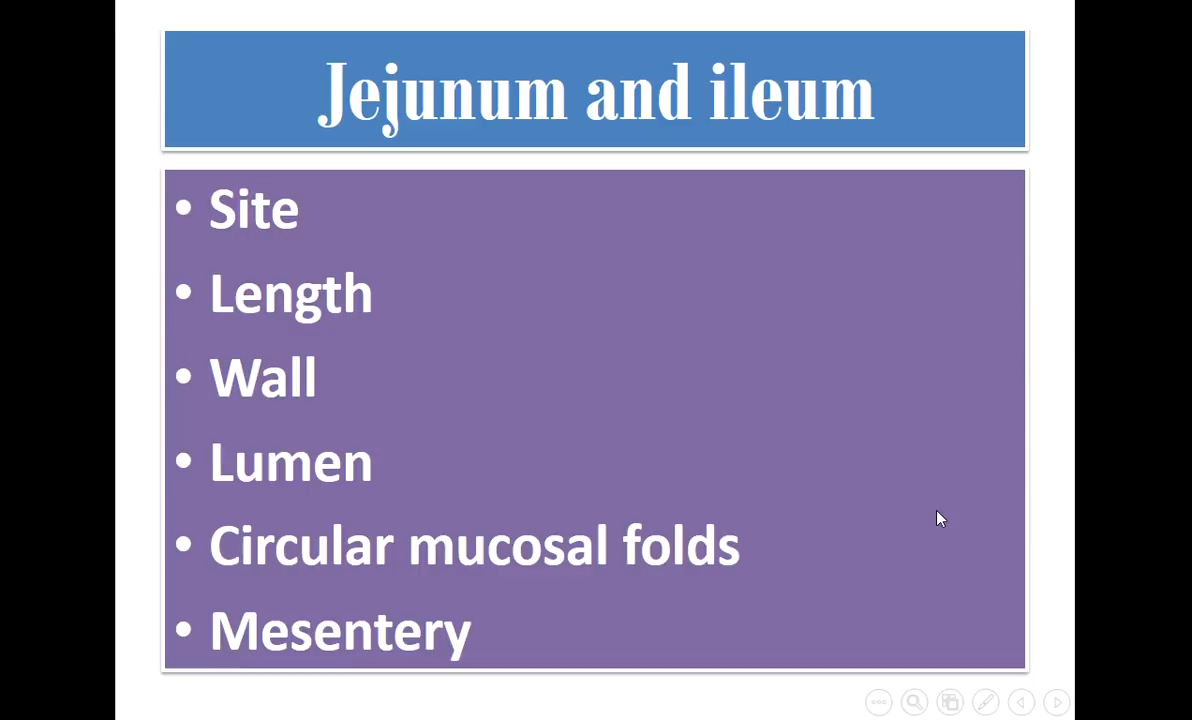 Jejunum and ileum
• Site
• Length
• Wall
• Lumen
• Circular mucosal folds
• Mesentery